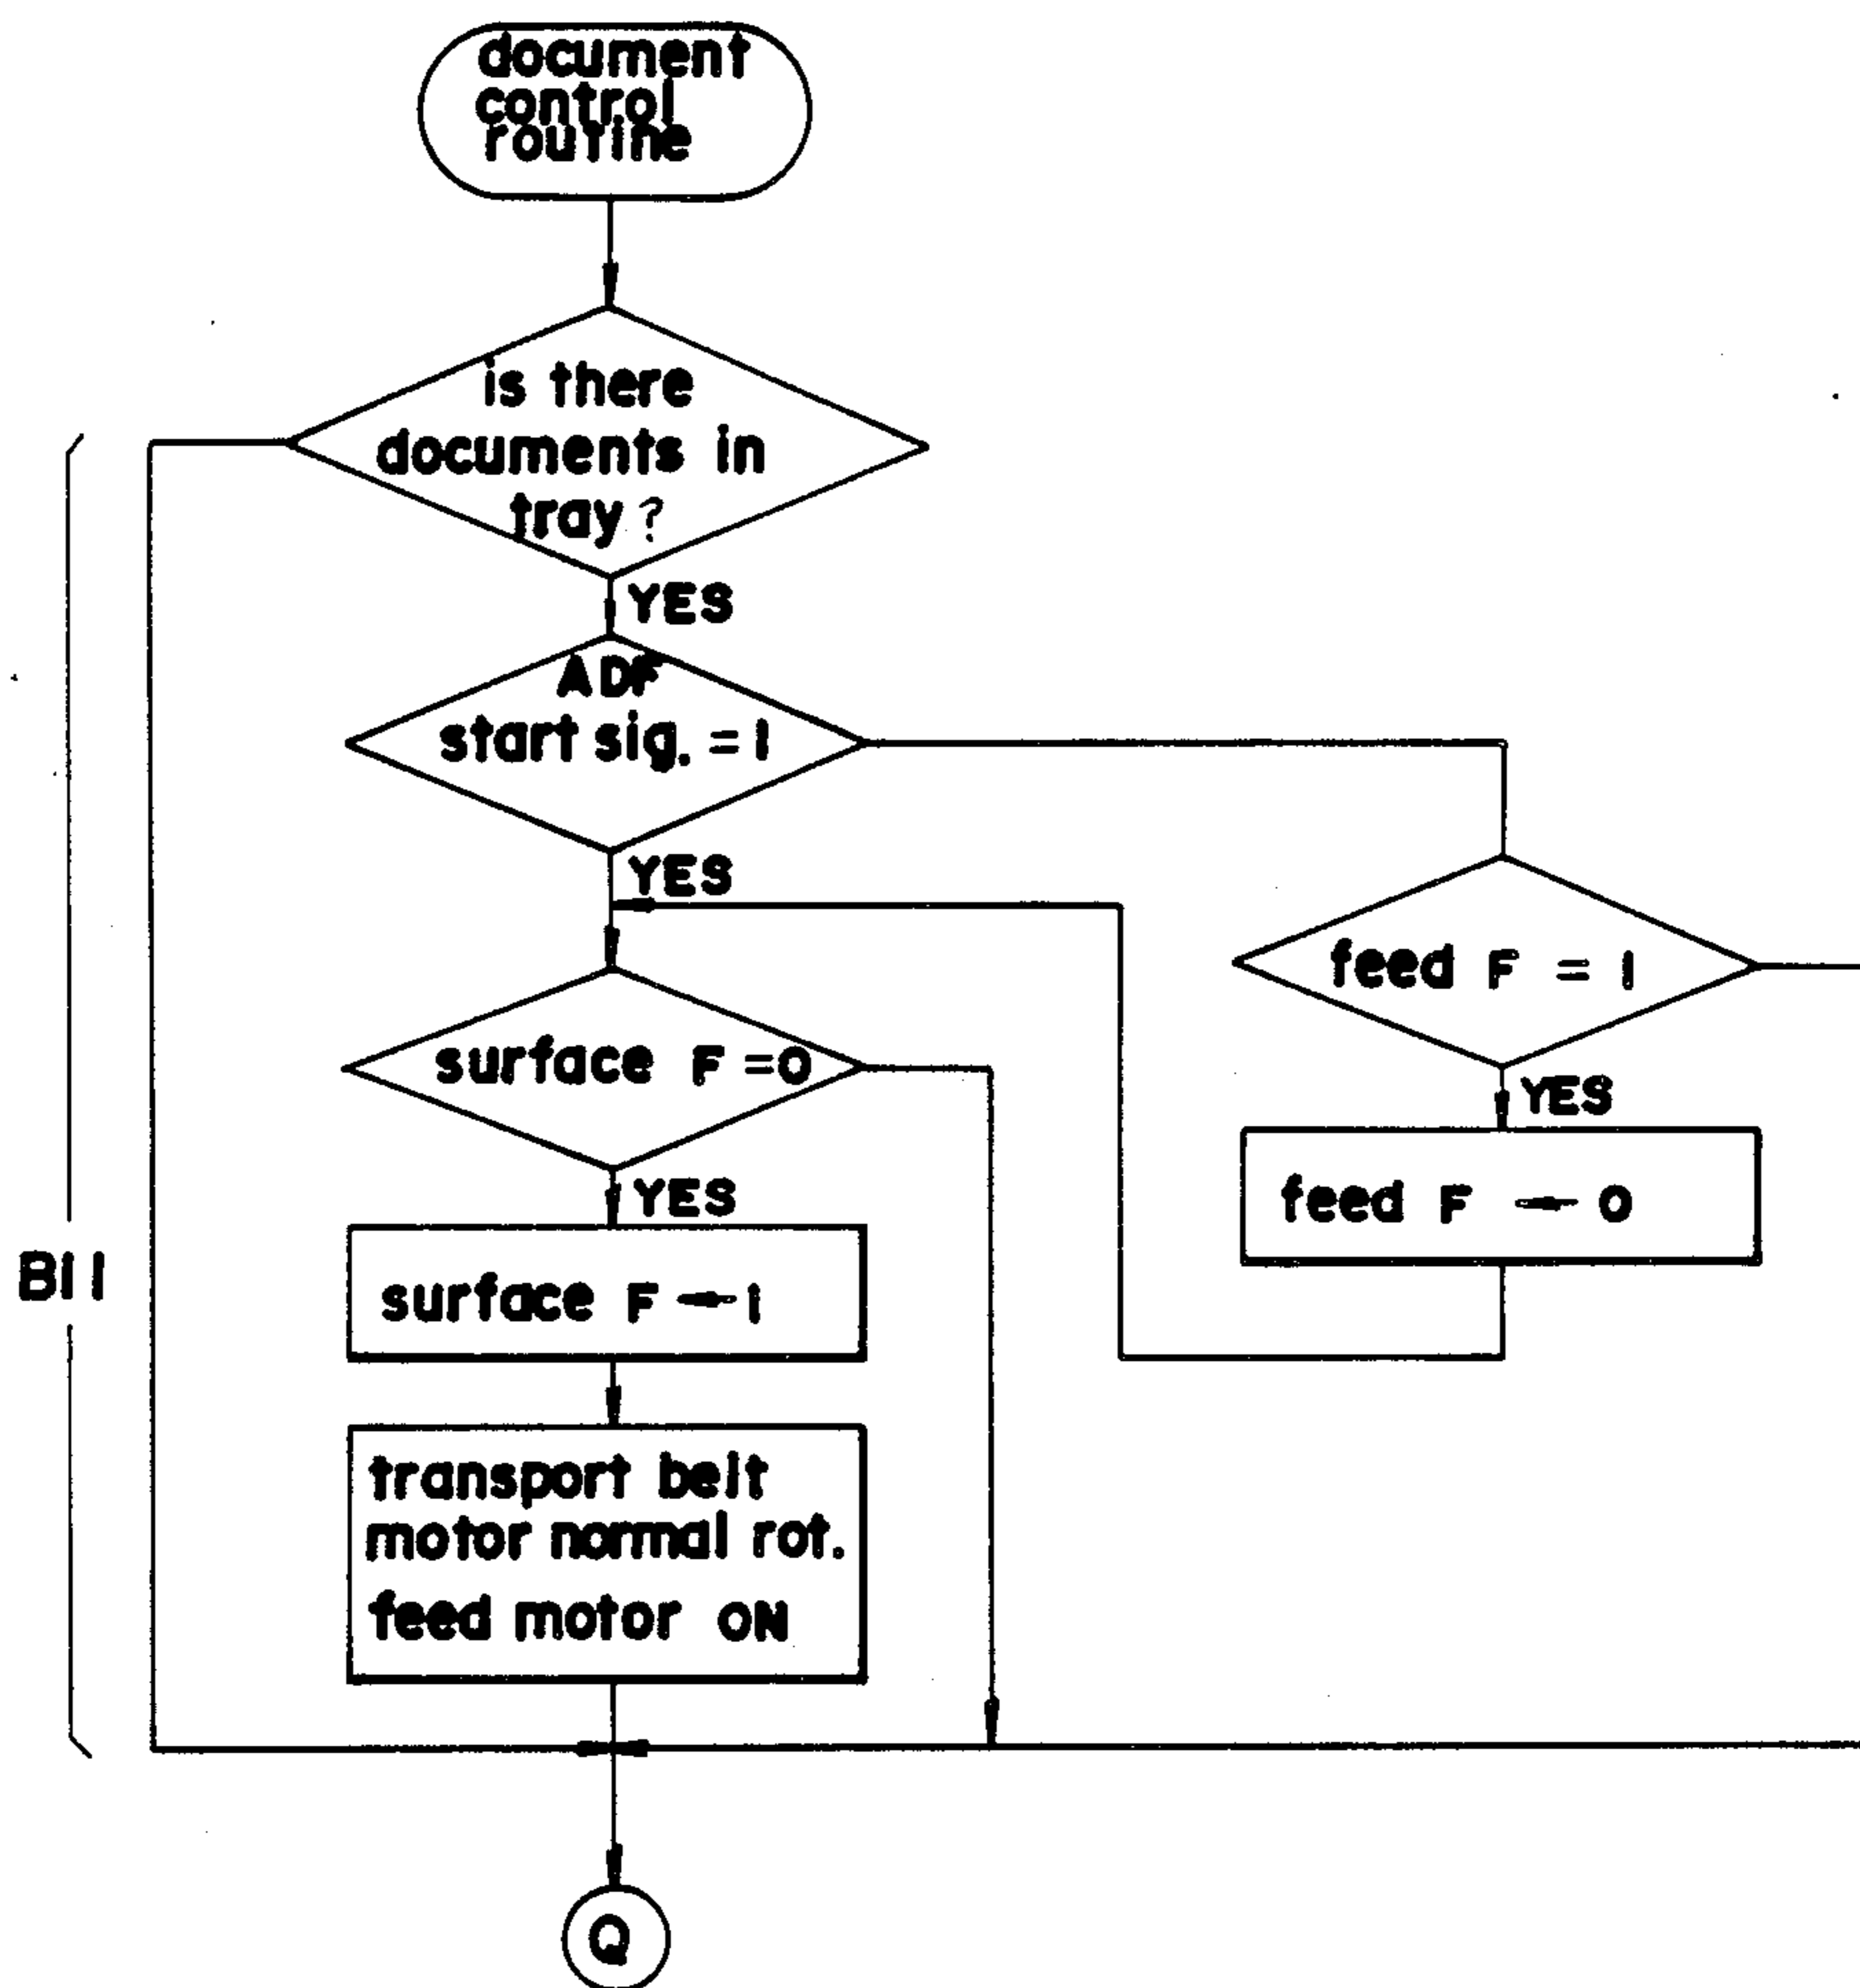 document
control
routine
is there
documents in
tray ?
YES
ADF
start sig. = 1
YES
feed F = 1
surface F = 0
YES
feed F ← 0
YES
B11
surface F ← 1
transport belt
motor normal rot.
feed motor ON
Q